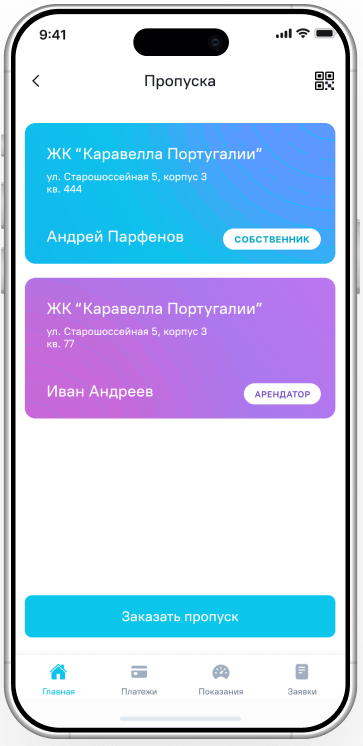 9:41
Пропуска
ЖК “Каравелла Португалии”
ул. Старошоссейная 5, корпус 3
кв. 444
Андрей Парфенов
СОБСТВЕННИК
ЖК “Каравелла Португалии”
ул. Старошоссейная 5, корпус 3
кв. 77
Иван Андреев
АРЕНДАТОР
Заказать пропуск
Главная
Платежи
Показания
Заявки